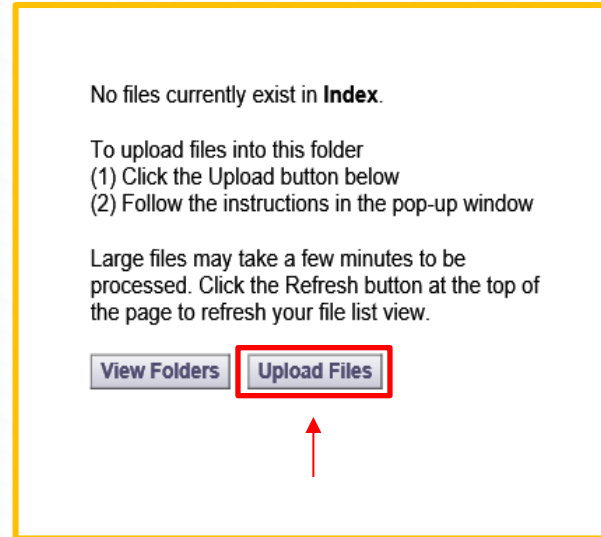 No files currently exist in Index.
To upload files into this folder
(1) Click the Upload button below
(2) Follow the instructions in the pop-up window
Large files may take a few minutes to be
processed. Click the Refresh button at the top of
the page to refresh your file list view.
View Folders Upload Files